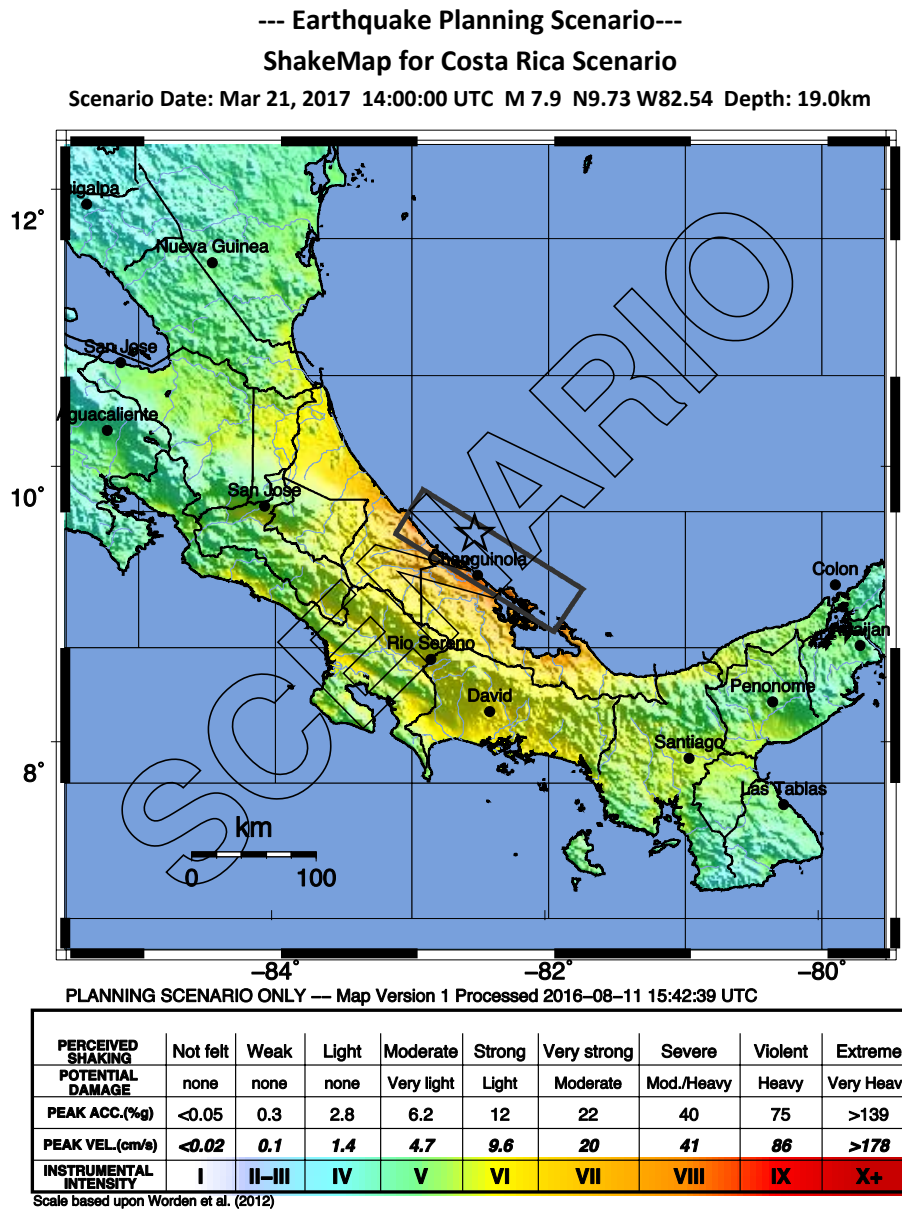 --- Earthquake Planning Scenario---
ShakeMap for Costa Rica Scenario
Scenario Date: Mar 21, 2017 14:00:00 UTC M 7.9 N9.73 W82.54 Depth: 19.0km
12°
10°
8°
igalpa
Nueva Guinea
San Jose
Aguacaliente
San Jose
Changuinola
Colon
Rio Sereno
Penonome
David
Santiago
Las Tablas
SCENARIO
km
0 100
−84° −82° −80°
PLANNING SCENARIO ONLY −− Map Version 1 Processed 2016−08−11 15:42:39 UTC
PERCEIVED SHAKING Not felt Weak Light Moderate Strong Very strong Severe Violent Extreme
POTENTIAL DAMAGE none none none Very light Light Moderate Mod./Heavy Heavy Very Heav
PEAK ACC.(%g) <0.05 0.3 2.8 6.2 12 22 40 75 >139
PEAK VEL.(cm/s) <0.02 0.1 1.4 4.7 9.6 20 41 86 >178
INSTRUMENTAL INTENSITY I II−III IV V VI VII VIII IX X+
Scale based upon Worden et al. (2012)